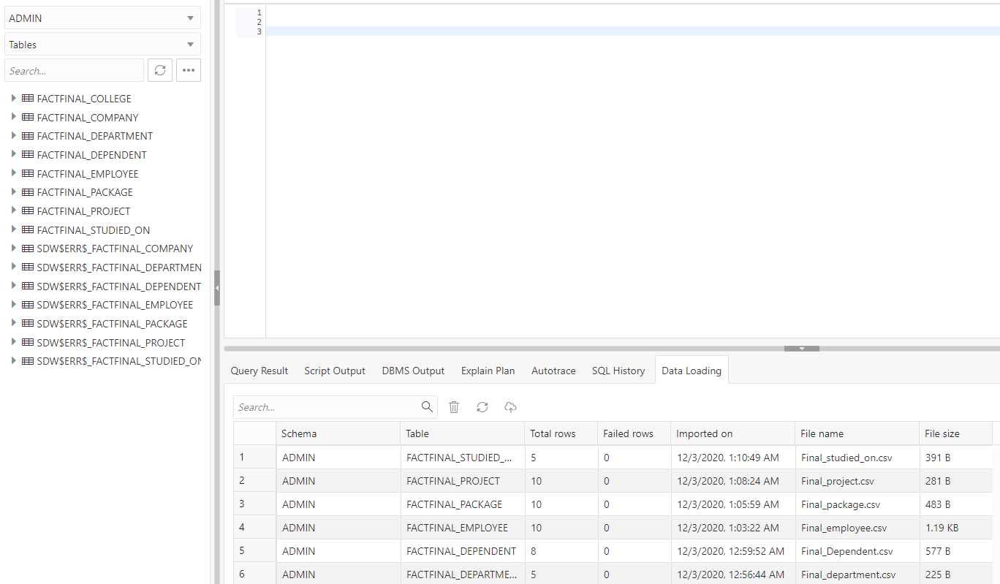 ADMIN
Tables
Search...
FACTFINAL_COLLEGE
FACTFINAL_COMPANY
FACTFINAL_DEPARTMENT
FACTFINAL_DEPENDENT
FACTFINAL_EMPLOYEE
FACTFINAL_PACKAGE
FACTFINAL_PROJECT
FACTFINAL_STUDIED_ON
SDW$ERR$_FACTFINAL_COMPANY
SDW$ERR$_FACTFINAL_DEPARTMEN
SDW$ERR$_FACTFINAL_DEPENDENT
SDW$ERR$_FACTFINAL_EMPLOYEE
SDW$ERR$_FACTFINAL_PACKAGE
SDW$ERR$_FACTFINAL_PROJECT
SDW$ERR$_FACTFINAL_STUDIED_ON
1
2
3
Query Result Script Output DBMS Output Explain Plan Autotrace SQL History Data Loading
Search...
Schema Table Total rows Failed rows Imported on File name File size
1 ADMIN FACTFINAL_STUDIED_... 5 0 12/3/2020, 1:10:49 AM Final_studied_on.csv 391 B
2 ADMIN FACTFINAL_PROJECT 10 0 12/3/2020, 1:08:24 AM Final_project.csv 281 B
3 ADMIN FACTFINAL_PACKAGE 10 0 12/3/2020, 1:05:59 AM Final_package.csv 483 B
4 ADMIN FACTFINAL_EMPLOYEE 10 0 12/3/2020, 1:03:22 AM Final_employee.csv 1.19 KB
5 ADMIN FACTFINAL_DEPENDENT 8 0 12/3/2020, 12:59:52 AM Final_Dependent.csv 577 B
6 ADMIN FACTFINAL_DEPARTME... 5 0 12/3/2020, 12:56:44 AM Final_department.csv 225 B